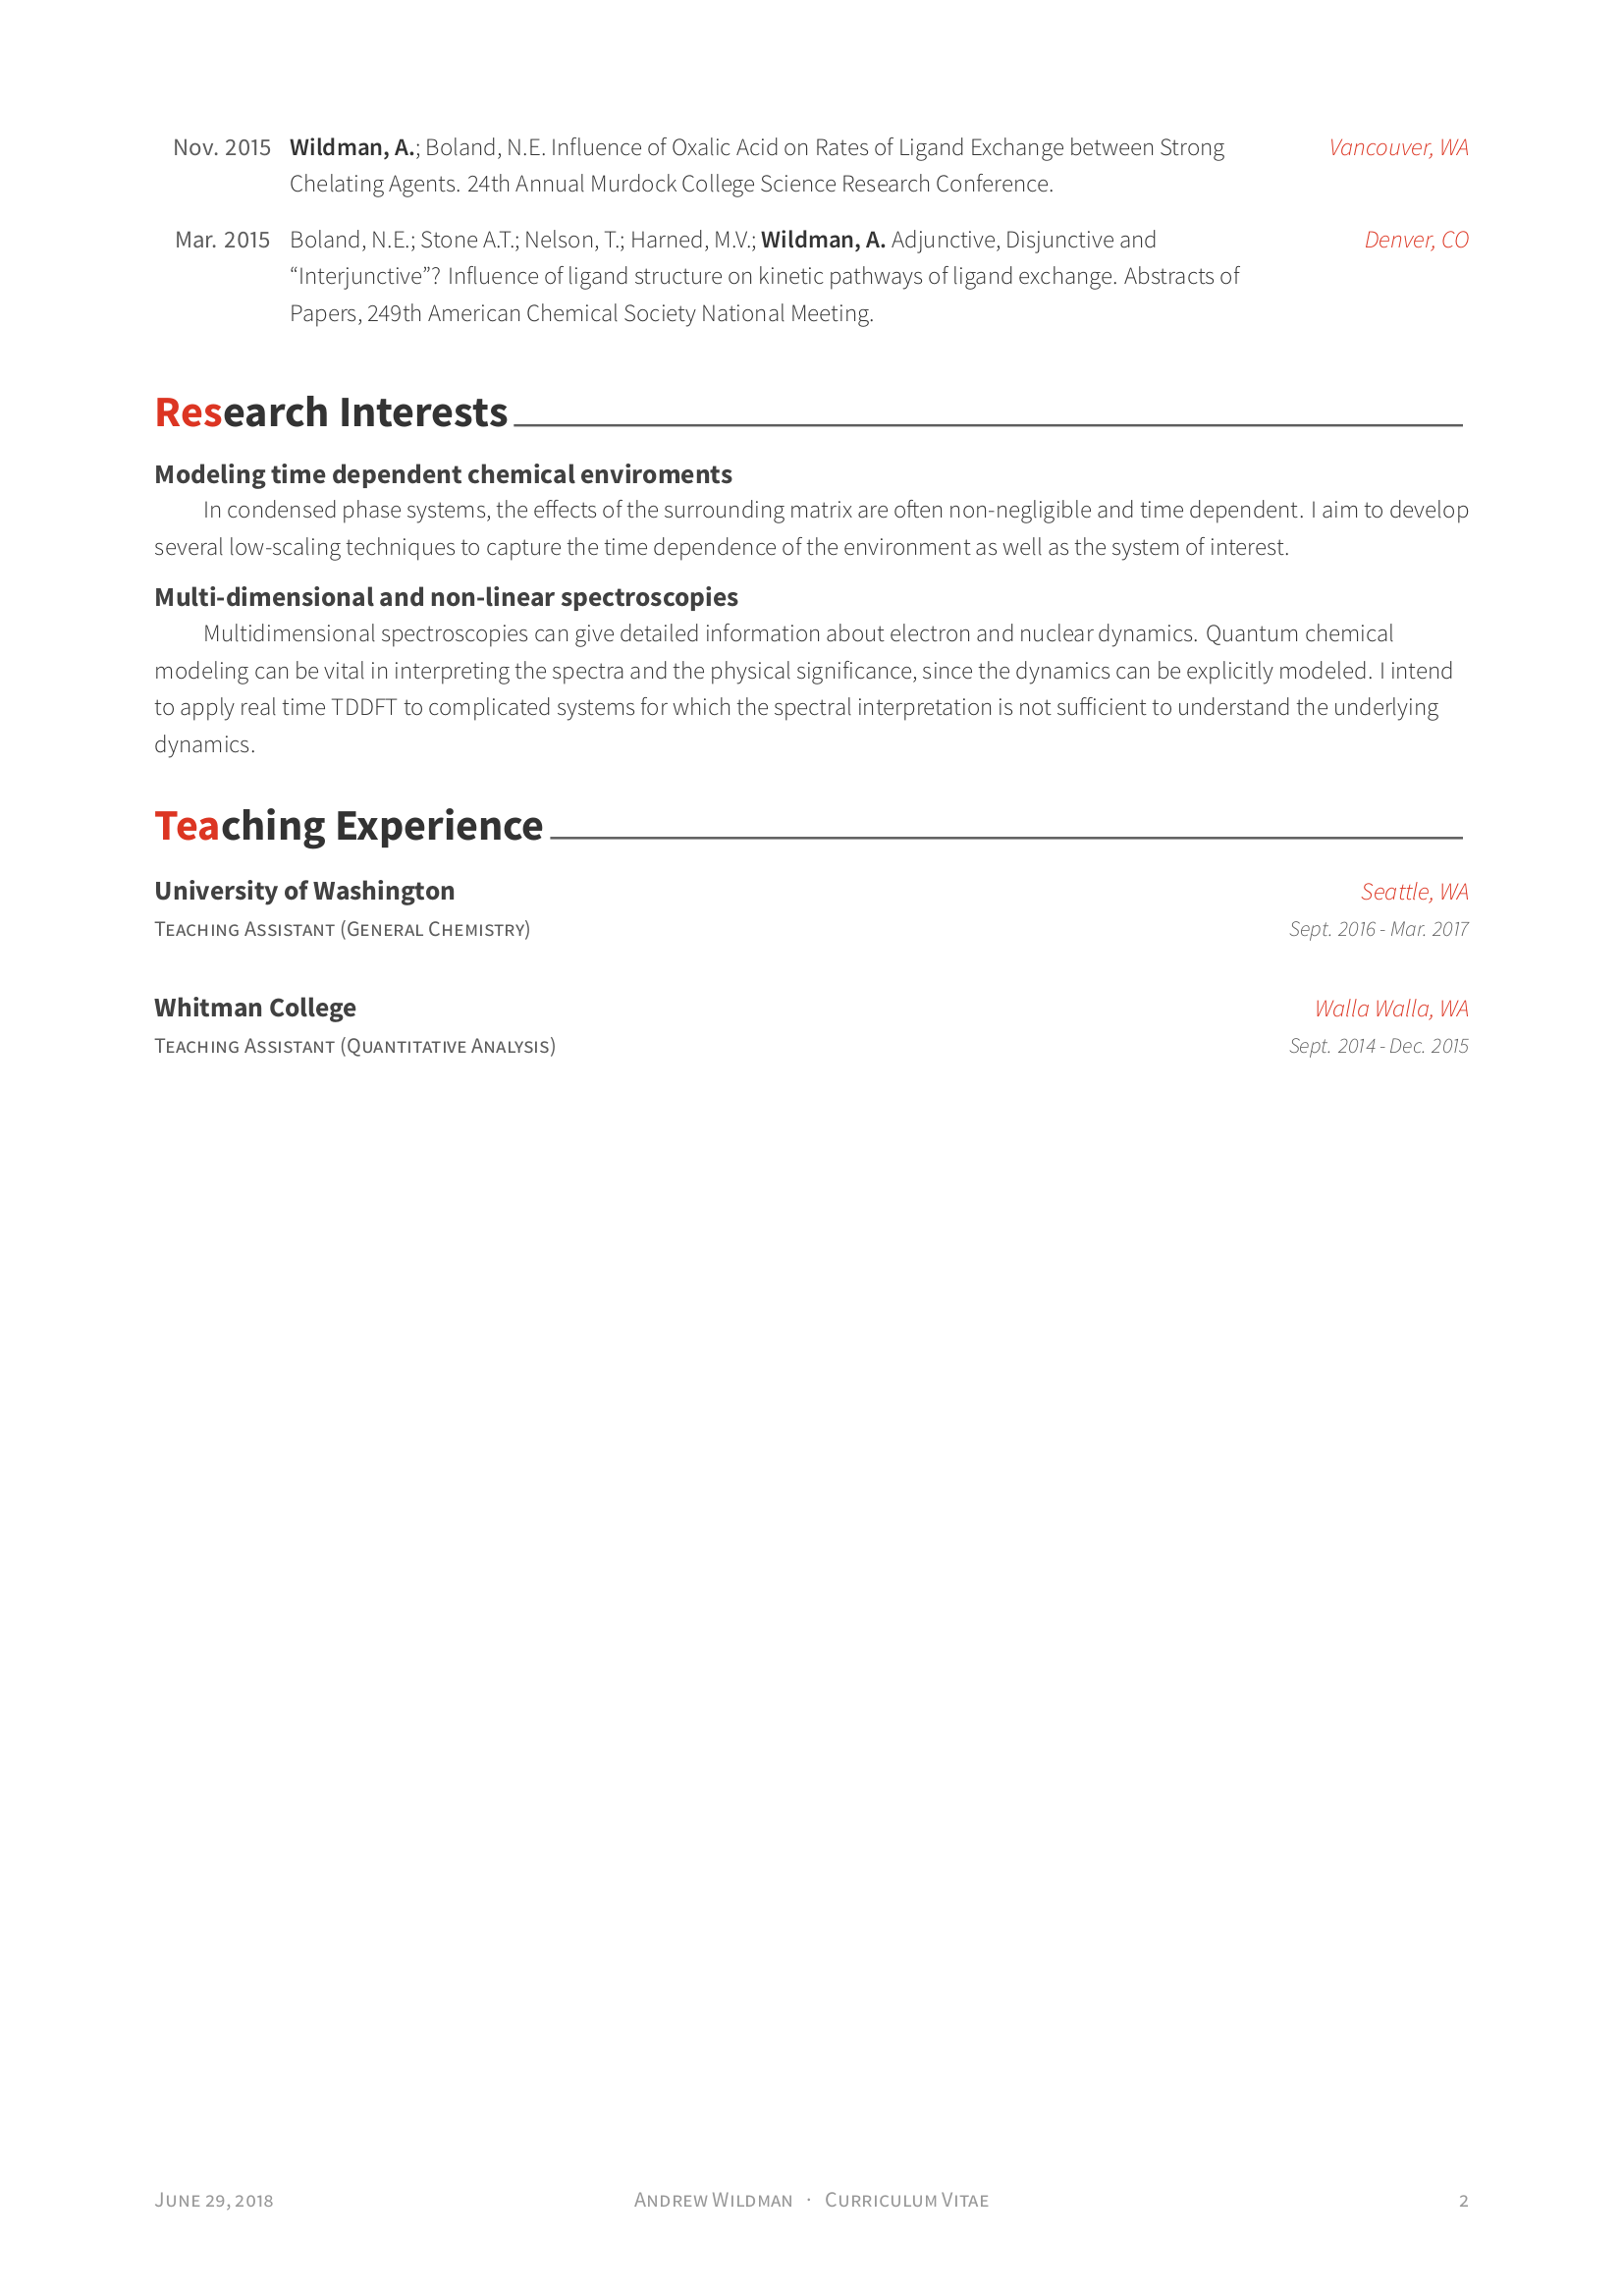 Nov. 2015 Wildman, A.; Boland, N.E. Influence of Oxalic Acid on Rates of Ligand Exchange between Strong Vancouver, WA
Chelating Agents. 24th Annual Murdock College Science Research Conference.
Mar. 2015 Boland, N.E.; Stone A.T.; Nelson, T.; Harned, M.V.; Wildman, A. Adjunctive, Disjunctive and Denver, CO
“Interjunctive”? Influence of ligand structure on kinetic pathways of ligand exchange. Abstracts of
Papers, 249th American Chemical Society National Meeting.
Research Interests
Modeling time dependent chemical enviroments
In condensed phase systems, the effects of the surrounding matrix are often non-negligible and time dependent. I aim to develop
several low-scaling techniques to capture the time dependence of the environment as well as the system of interest.
Multi-dimensional and non-linear spectroscopies
Multidimensional spectroscopies can give detailed information about electron and nuclear dynamics. Quantum chemical
modeling can be vital in interpreting the spectra and the physical significance, since the dynamics can be explicitly modeled. I intend
to apply real time TDDFT to complicated systems for which the spectral interpretation is not sufficient to understand the underlying
dynamics.
Teaching Experience
University of Washington Seattle, WA
Teaching Assistant (General Chemistry) Sept. 2016 - Mar. 2017
Whitman College Walla Walla, WA
Teaching Assistant (Quantitative Analysis) Sept. 2014 - Dec. 2015
June 29, 2018 Andrew Wildman · Curriculum Vitae 2